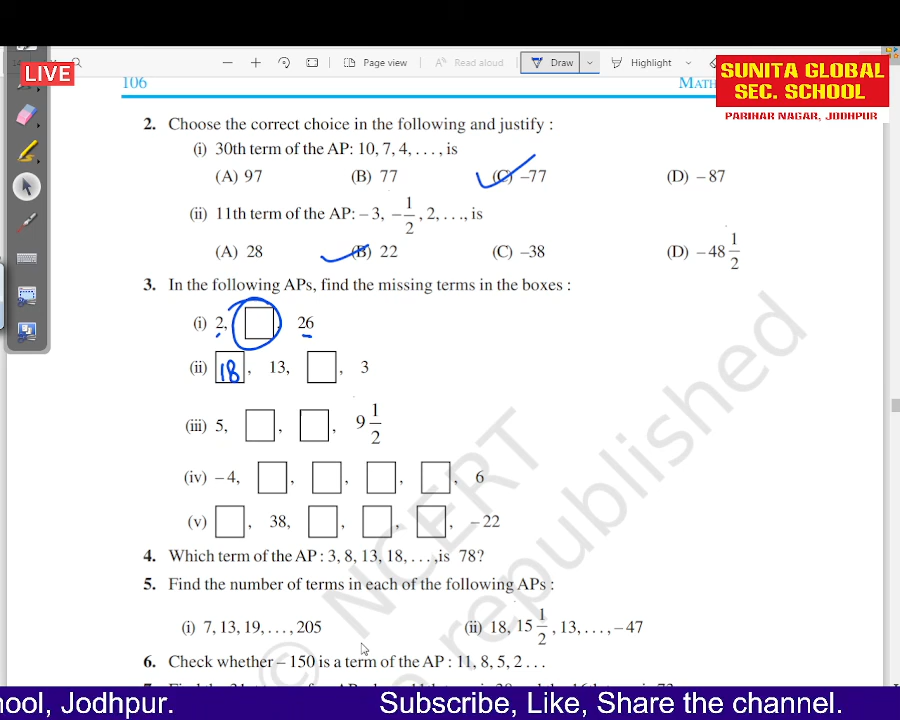 LIVE
Page view
Read aloud
Draw
Highlight
SUNITA GLOBAL
SEC. SCHOOL
PARIHAR NAGAR, JODHPUR
106
MATH
2. Choose the correct choice in the following and justify :
(i) 30th term of the AP: 10, 7, 4, . . . , is
(A) 97 (B) 77 (C) –77 (D) – 87
(ii) 11th term of the AP: – 3, –1/2, 2, . . ., is
(A) 28 (B) 22 (C) –38 (D) – 48 1/2
3. In the following APs, find the missing terms in the boxes :
(i) 2, □, 26
(ii) 18, 13, □, 3
(iii) 5, □, □, 9 1/2
(iv) – 4, □, □, □, □, 6
(v) □, 38, □, □, □, – 22
4. Which term of the AP : 3, 8, 13, 18, . . . ,is 78?
5. Find the number of terms in each of the following APs :
(i) 7, 13, 19, . . . , 205 (ii) 18, 15 1/2, 13, . . . , – 47
6. Check whether – 150 is a term of the AP : 11, 8, 5, 2 . . .
© NCERT
republished
hool, Jodhpur. Subscribe, Like, Share the channel.